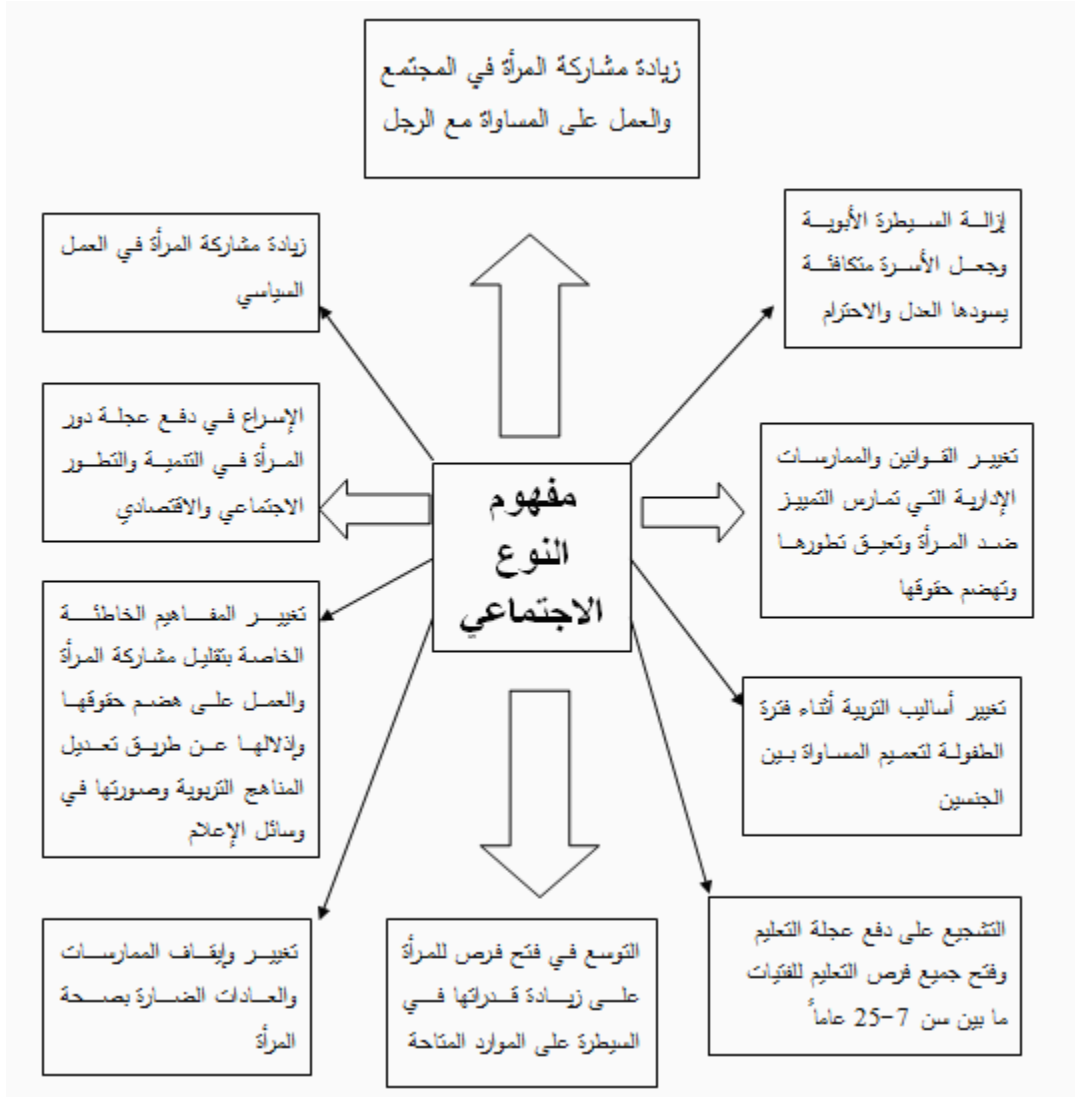 زيادة مشاركة المرأة في المجتمع
والعمل على المساواة مع الرجل
إزالة السيطرة الأبوية
وجعل الأسرة متكافئة
يسودها العدل والاحترام
زيادة مشاركة المرأة في العمل
السياسي
الإسراع في دفع عجلة دور
المرأة في التنمية والتطور
الاجتماعي والاقتصادي
مفهوم
النوع
الاجتماعي
تغيير القوانين والممارسات
الإدارية التي تمارس التمييز
ضد المرأة وتعيق تطورها
وتهضم حقوقها
تغيير المفاهيم الخاطئة
الخاصة بتقليل مشاركة المرأة
والعمل على هضم حقوقها
وإذلالها عن طريق تعديل
المناهج التربوية وصورتها في
وسائل الإعلام
تغيير أساليب التربية أثناء فترة
الطفولة لتعميم المساواة بين
الجنسين
تغيير وإيقاف الممارسات
والعادات الضارة بصحة
المرأة
التوسع في فتح فرص للمرأة
على زيادة قدراتها في
السيطرة على الموارد المتاحة
التشجيع على دفع عجلة التعليم
وفتح جميع فرص التعليم للفتيات
ما بين سن 7-25 عاماً